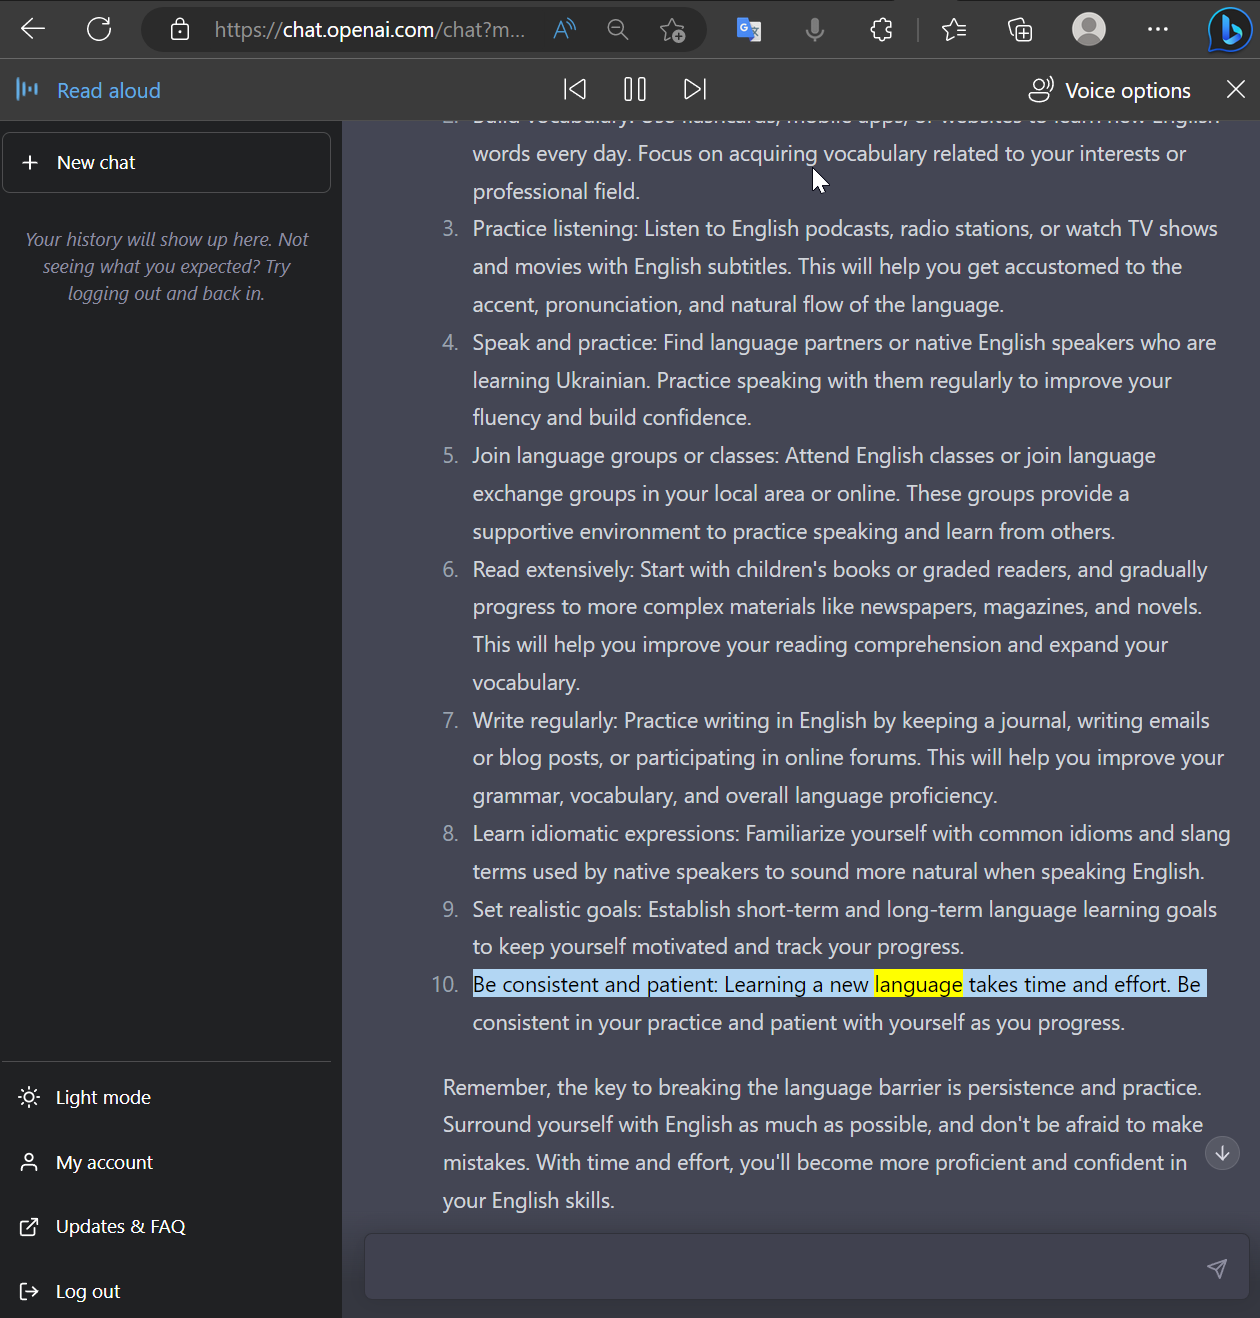 https://chat.openai.com/chat?m...
Read aloud
Voice options
New chat
Your history will show up here. Not
seeing what you expected? Try
logging out and back in.
Light mode
My account
Updates & FAQ
Log out
2. Build vocabulary: Use flashcards, mobile apps, or websites to learn new English
words every day. Focus on acquiring vocabulary related to your interests or
professional field.
3. Practice listening: Listen to English podcasts, radio stations, or watch TV shows
and movies with English subtitles. This will help you get accustomed to the
accent, pronunciation, and natural flow of the language.
4. Speak and practice: Find language partners or native English speakers who are
learning Ukrainian. Practice speaking with them regularly to improve your
fluency and build confidence.
5. Join language groups or classes: Attend English classes or join language
exchange groups in your local area or online. These groups provide a
supportive environment to practice speaking and learn from others.
6. Read extensively: Start with children's books or graded readers, and gradually
progress to more complex materials like newspapers, magazines, and novels.
This will help you improve your reading comprehension and expand your
vocabulary.
7. Write regularly: Practice writing in English by keeping a journal, writing emails
or blog posts, or participating in online forums. This will help you improve your
grammar, vocabulary, and overall language proficiency.
8. Learn idiomatic expressions: Familiarize yourself with common idioms and slang
terms used by native speakers to sound more natural when speaking English.
9. Set realistic goals: Establish short-term and long-term language learning goals
to keep yourself motivated and track your progress.
10. Be consistent and patient: Learning a new language takes time and effort. Be
consistent in your practice and patient with yourself as you progress.
Remember, the key to breaking the language barrier is persistence and practice.
Surround yourself with English as much as possible, and don't be afraid to make
mistakes. With time and effort, you'll become more proficient and confident in
your English skills.